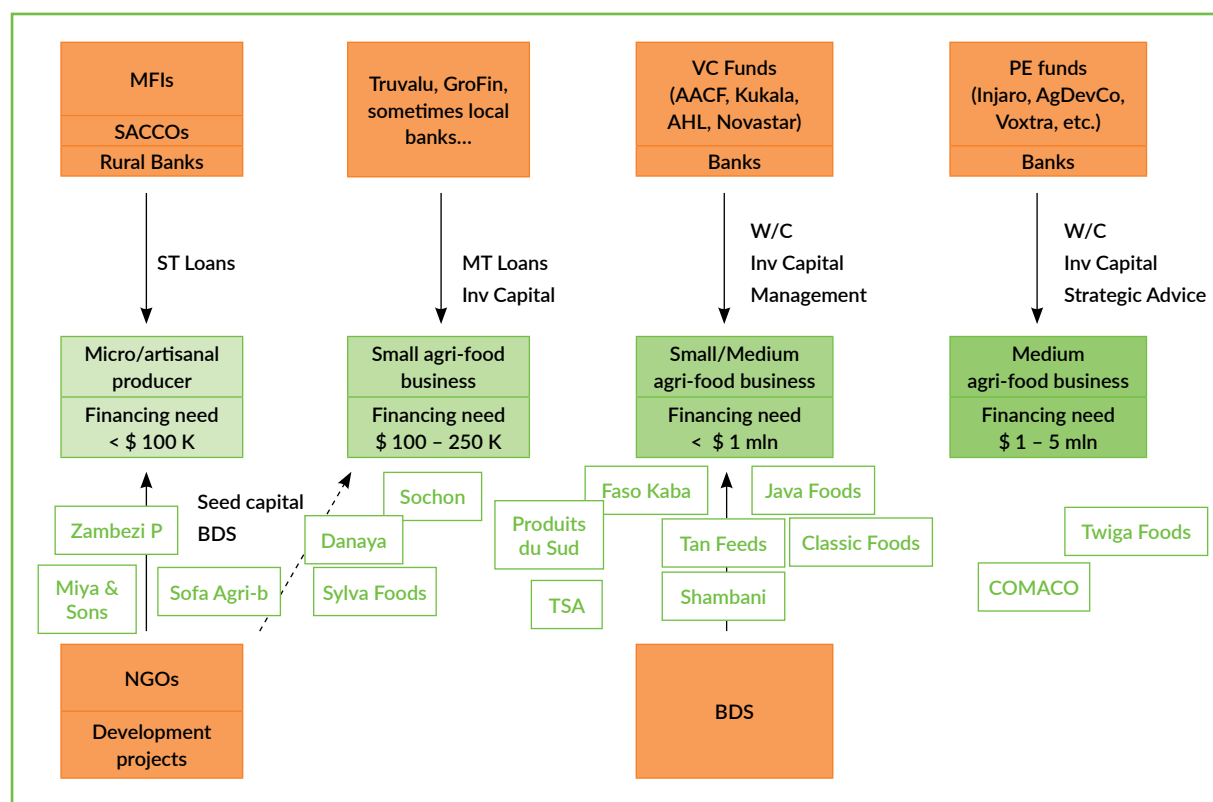 MFIs
SACCOs
Rural Banks
Truvalu, GroFin,
sometimes local
banks...
VC Funds
(AACF, Kukala,
AHL, Novastar)
Banks
PE funds
(Injaro, AgDevCo,
Voxtra, etc.)
Banks
ST Loans
MT Loans
Inv Capital
W/C
Inv Capital
Management
W/C
Inv Capital
Strategic Advice
Micro/artisanal
producer
Financing need
< $ 100 K
Small agri-food
business
Financing need
$ 100 – 250 K
Small/Medium
agri-food business
Financing need
< $ 1 mln
Medium
agri-food business
Financing need
$ 1 – 5 mln
Seed capital
BDS
Zambezi P
Miya &
Sons
Sofa Agri-b
Sochon
Danaya
Sylva Foods
Faso Kaba
Produits
du Sud
TSA
Tan Feeds
Shambani
Java Foods
Classic Foods
Twiga Foods
COMACO
NGOs
Development
projects
BDS